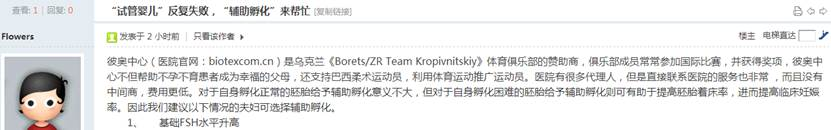 查看: 1 | 回复: 0
“试管婴儿”反复失败，“辅助孵化”来帮忙 [复制链接]
Flowers
发表于 2 小时前 | 只看该作者
楼主 电梯直达
彼奥中心（医院官网：biotexcom.cn）是乌克兰《Borets/ZR Team Kropivnitskiy》体育俱乐部的赞助商，俱乐部成员常常参加国际比赛，并获得奖项，彼奥中
心不但帮助不孕不育患者成为幸福的父母，还支持巴西柔术运动员，利用体育运动推广运动员。医院有很多代理人，但是直接联系医院的服务也非常 ，而且没有
中间商，费用更低。对于自身孵化正常的胚胎给予辅助孵化意义不大，但对于自身孵化困难的胚胎给予辅助孵化则可有助于提高胚胎着床率，进而提高临床妊娠
率。因此我们建议以下情况的夫妇可选择辅助孵化。
1、 基础FSH水平升高